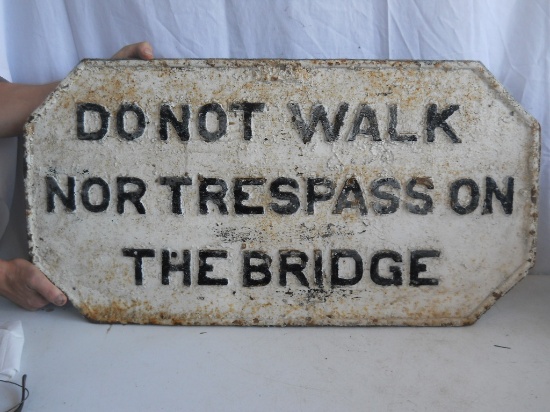 DO NOT WALK
NOR TRESPASS ON
THE BRIDGE